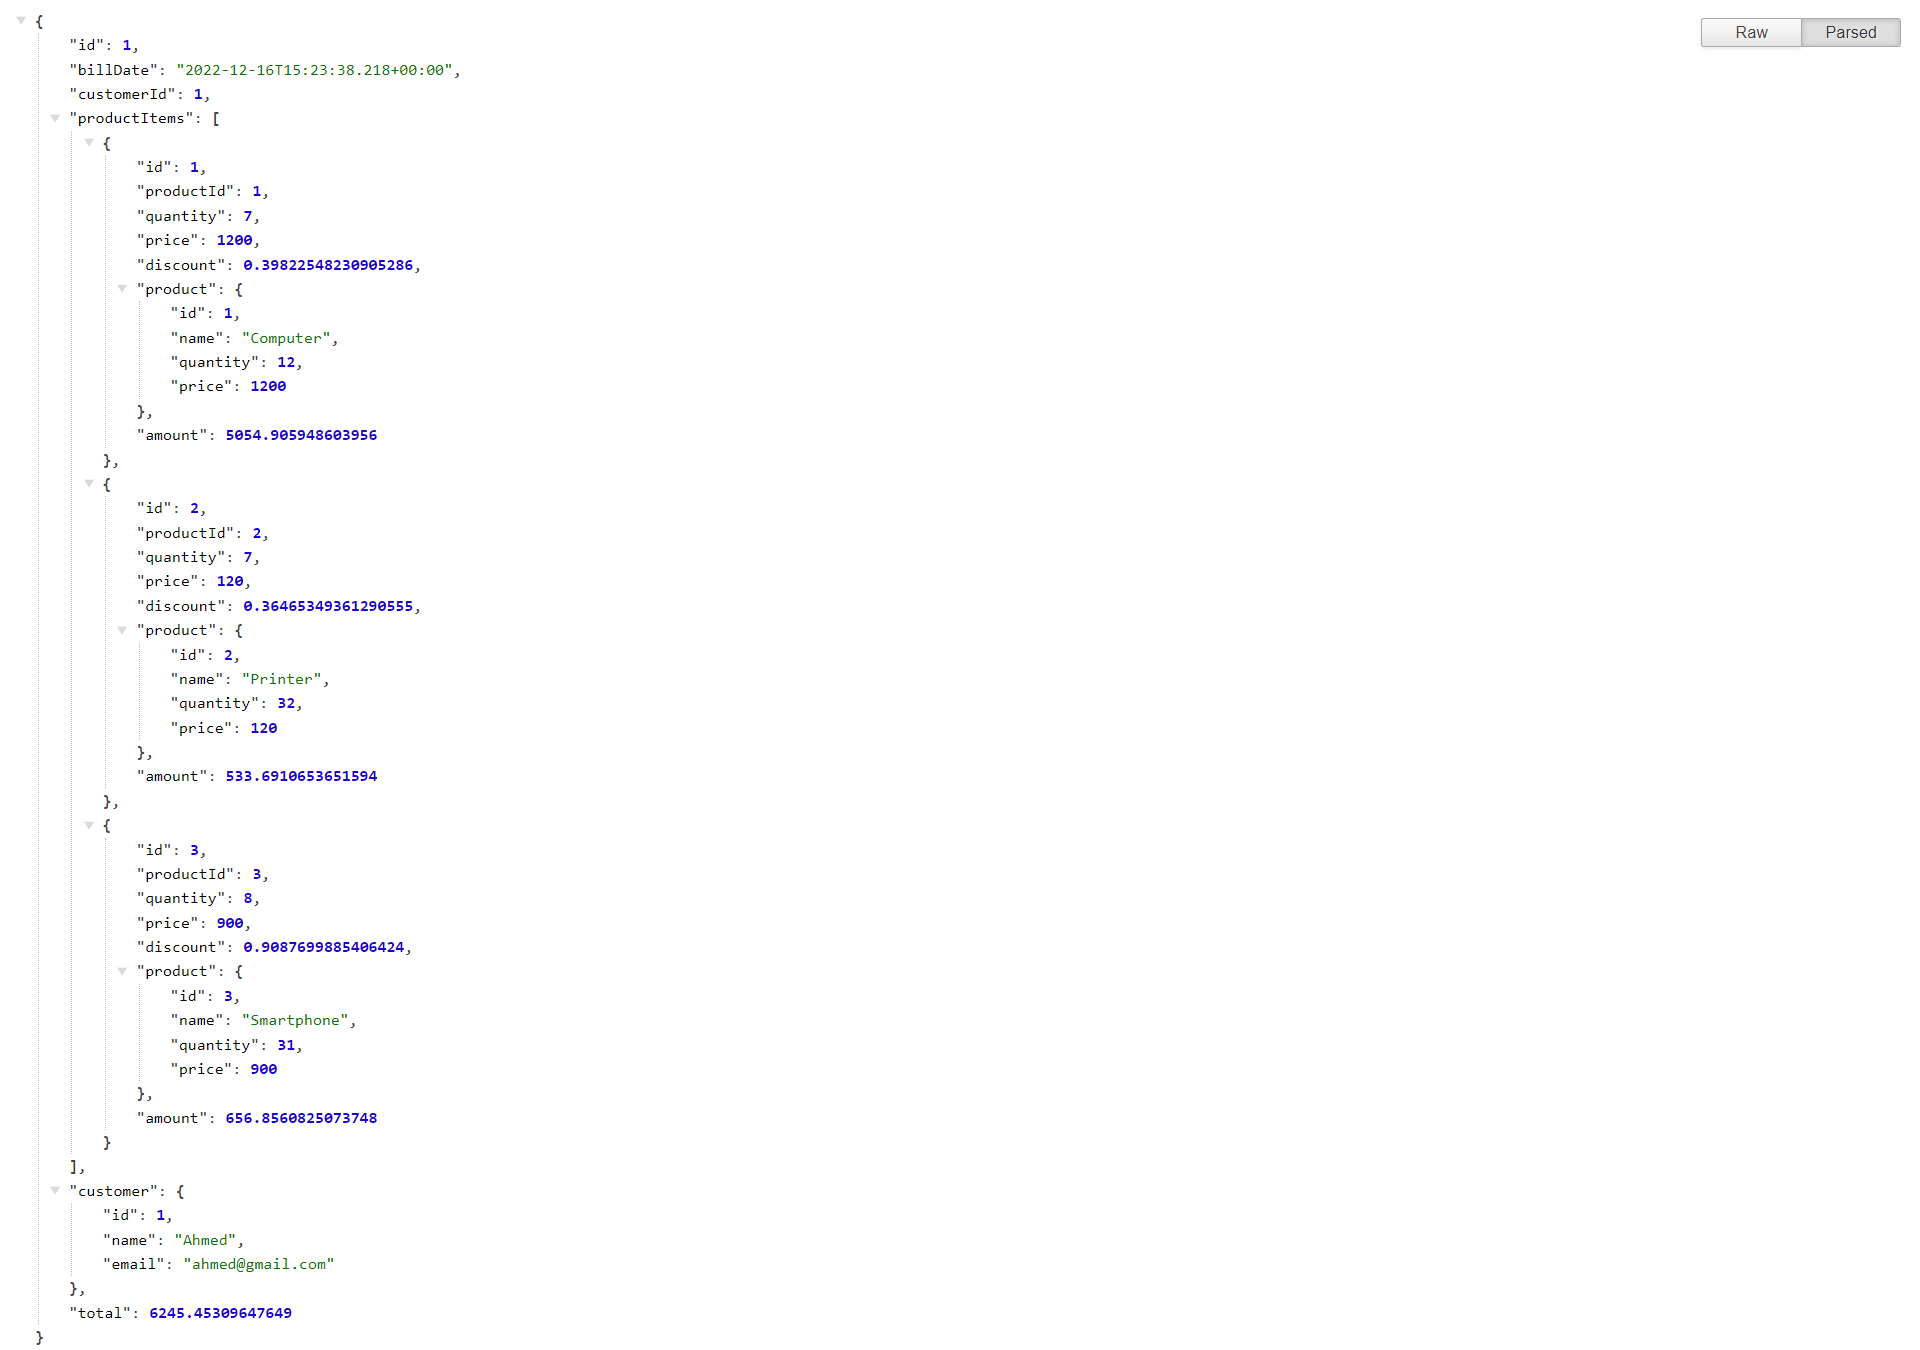 {
Raw Parsed
"id": 1,
"billDate": "2022-12-16T15:23:38.218+00:00",
"customerId": 1,
"productItems": [
{
"id": 1,
"productId": 1,
"quantity": 7,
"price": 1200,
"discount": 0.39822548230905286,
"product": {
"id": 1,
"name": "Computer",
"quantity": 12,
"price": 1200
},
"amount": 5054.905948603956
},
{
"id": 2,
"productId": 2,
"quantity": 7,
"price": 120,
"discount": 0.36465349361290555,
"product": {
"id": 2,
"name": "Printer",
"quantity": 32,
"price": 120
},
"amount": 533.6910653651594
},
{
"id": 3,
"productId": 3,
"quantity": 8,
"price": 900,
"discount": 0.9087699885406424,
"product": {
"id": 3,
"name": "Smartphone",
"quantity": 31,
"price": 900
},
"amount": 656.8560825073748
}
],
"customer": {
"id": 1,
"name": "Ahmed",
"email": "ahmed@gmail.com"
},
"total": 6245.45309647649
}